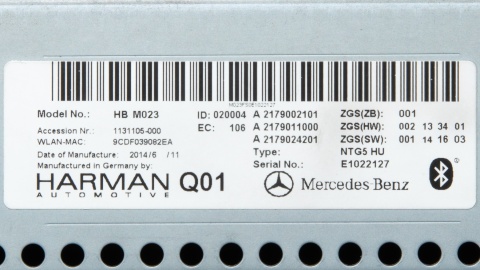 M023F50E1022127
Model No.: HB M023 ID: 020004 A 2179002101 ZGS(ZB): 001
Accession Nr.: 1131105-000 EC: 106 A 2179011000 ZGS(HW): 002 13 34 01
WLAN-MAC: 9CDF039082EA A 2179024201 ZGS(SW): 001 14 16 03
Date of Manufacture: 2014/6 /11 Type: NTG5 HU
Manufactured in Germany by: Serial No.: E1022127
HARMAN Q01 Mercedes-Benz
AUTOMOTIVE